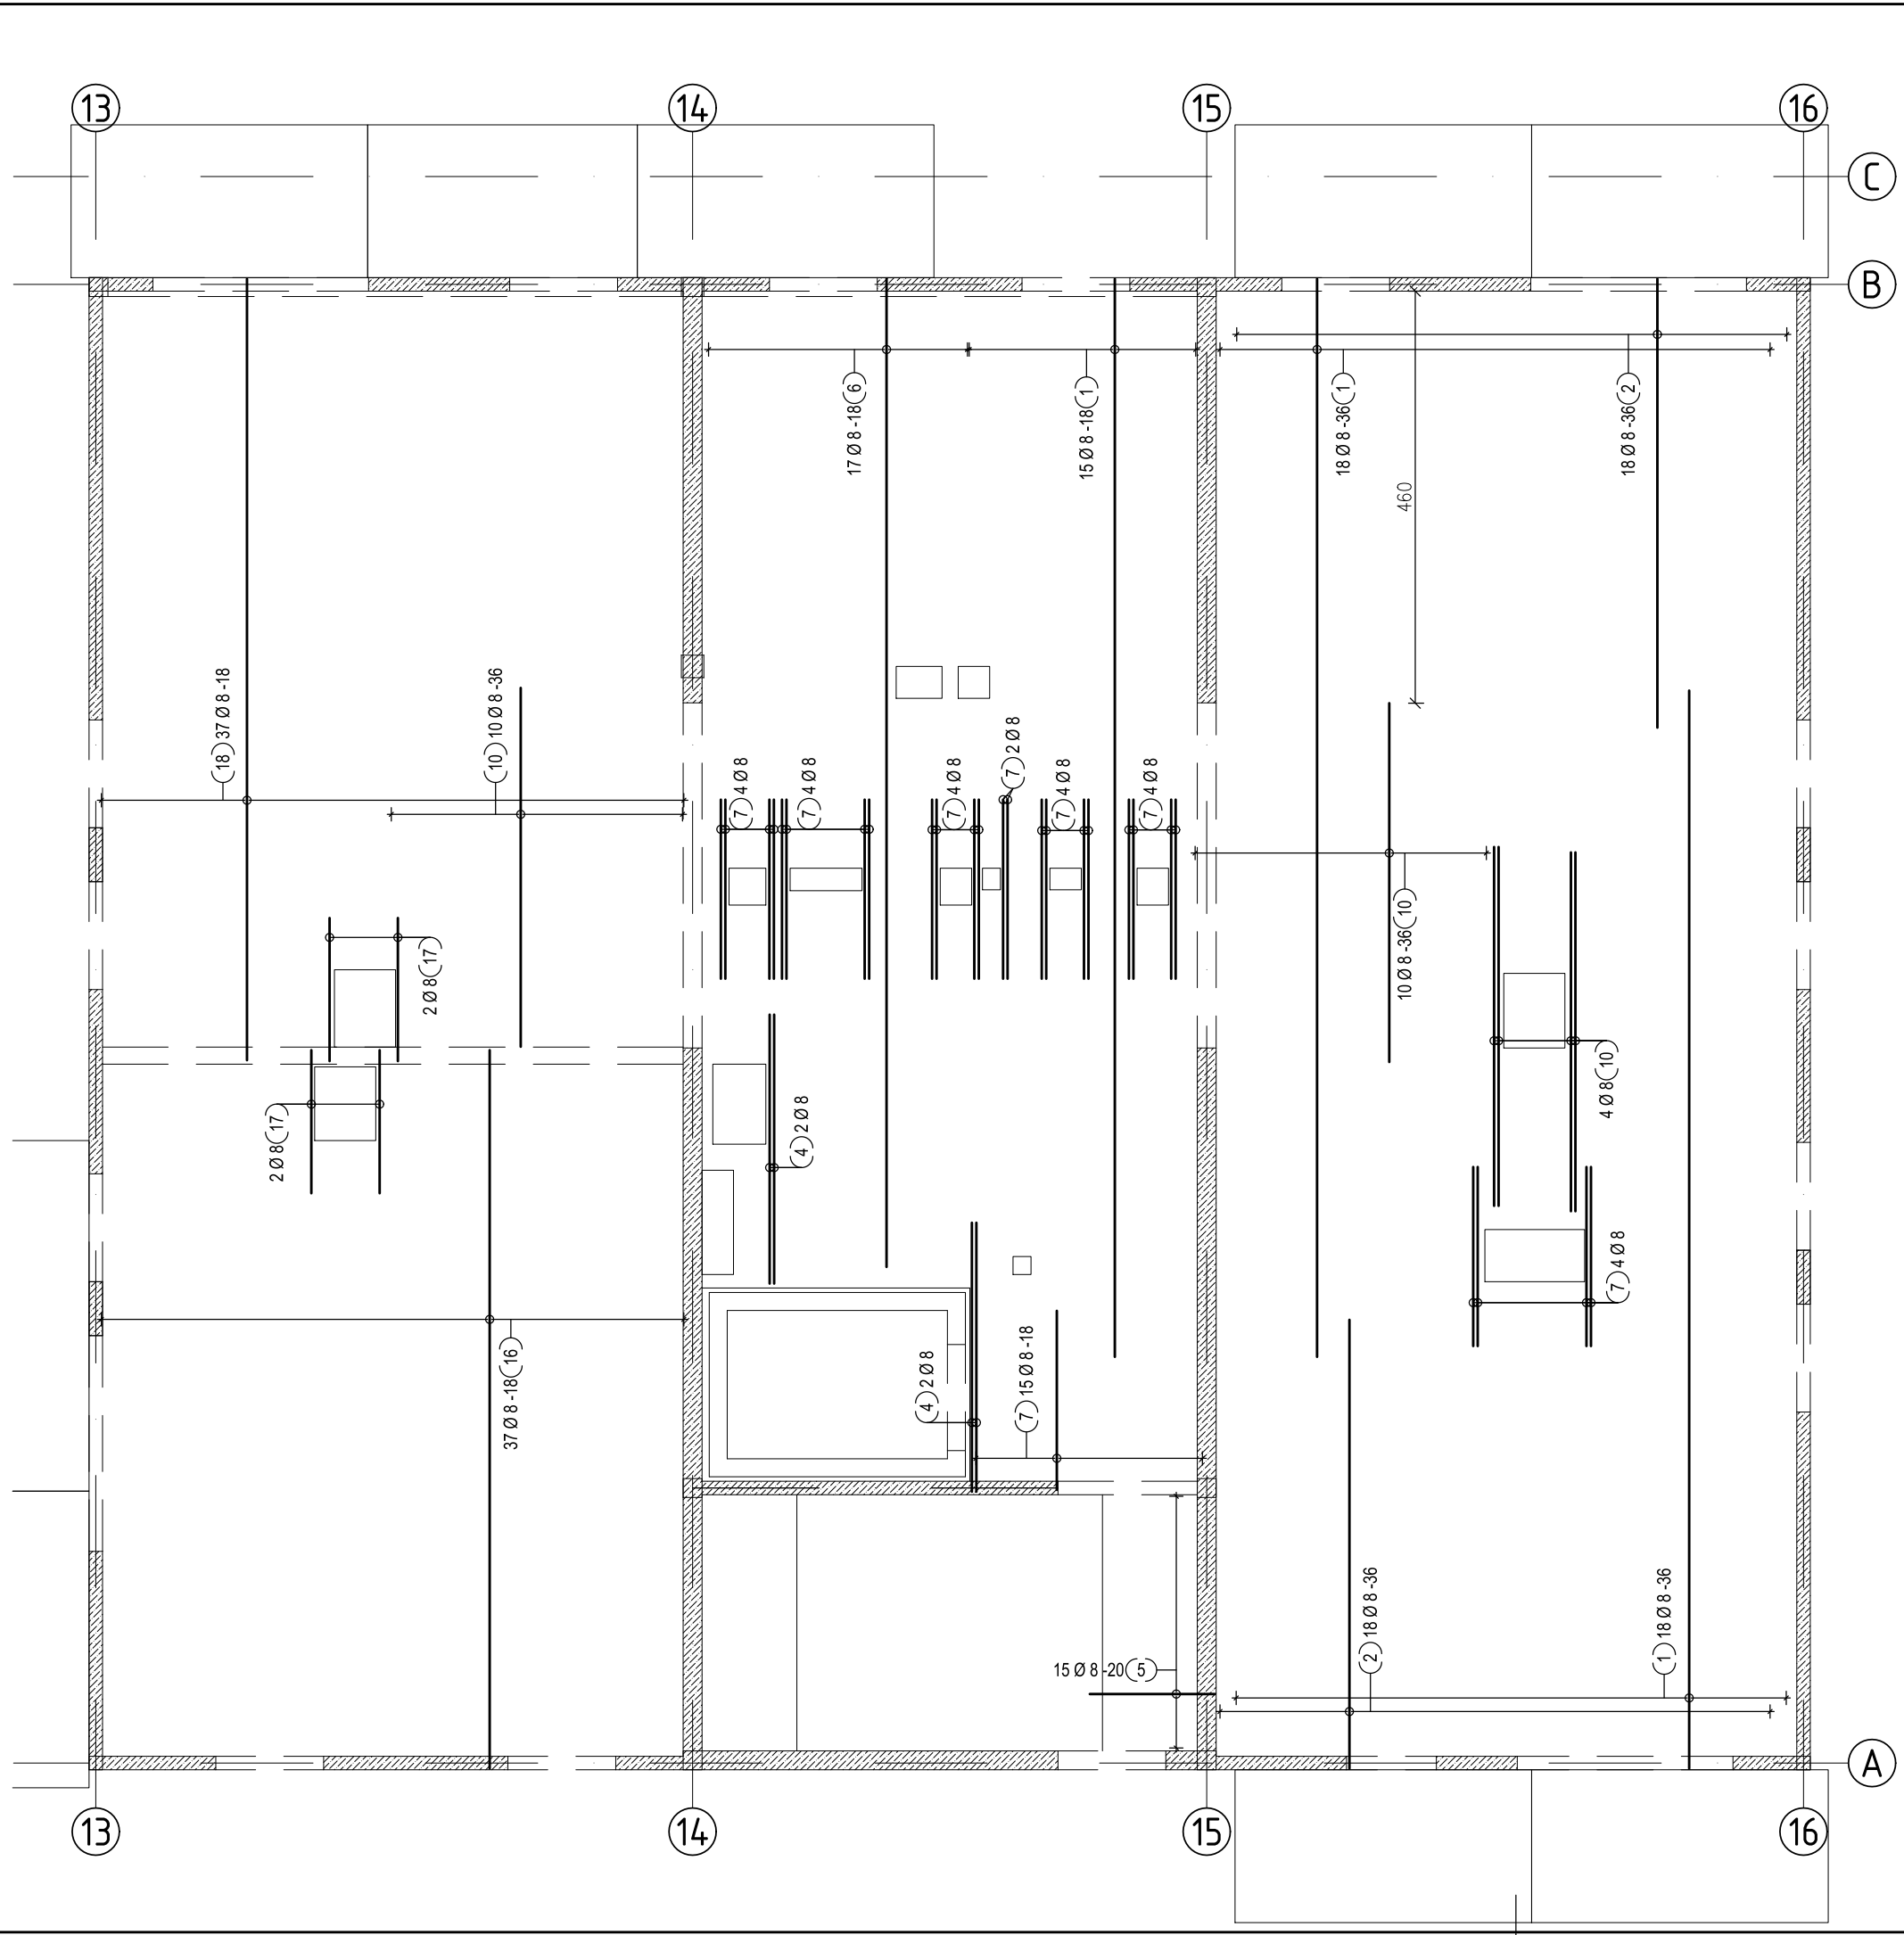 13
14
15
16
C
B
17 Ø 8 -18 6
15 Ø 8 -18 1
18 Ø 8 -36 1
18 Ø 8 -36 2
460
18 37 Ø 8 -18
10 10 Ø 8 -36
7 4 Ø 8
7 4 Ø 8
7 4 Ø 8
7 2 Ø 8
7 4 Ø 8
7 4 Ø 8
10 Ø 8 -36 10
2 Ø 8 17
2 Ø 8 17
4 2 Ø 8
4 Ø 8 10
7 4 Ø 8
37 Ø 8 -18 16
4 2 Ø 8
7 15 Ø 8 -18
15 Ø 8 -20 5
2 18 Ø 8 -36
1 18 Ø 8 -36
A
13
14
15
16